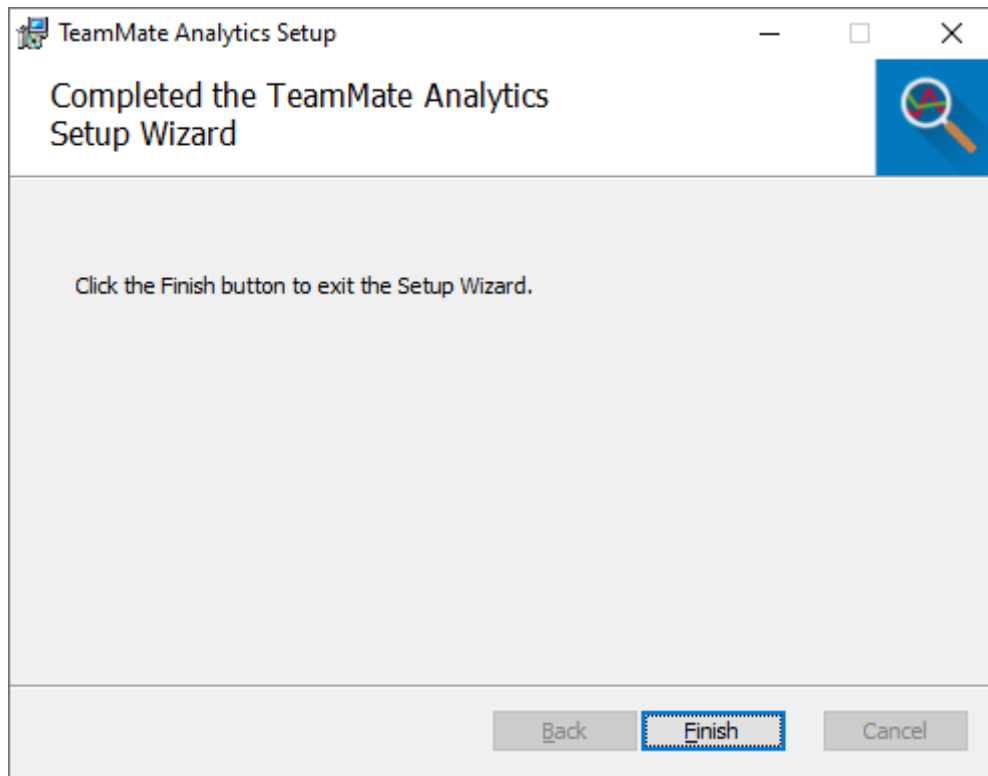 TeamMate Analytics Setup
Completed the TeamMate Analytics
Setup Wizard
Click the Finish button to exit the Setup Wizard.
Back
Finish
Cancel